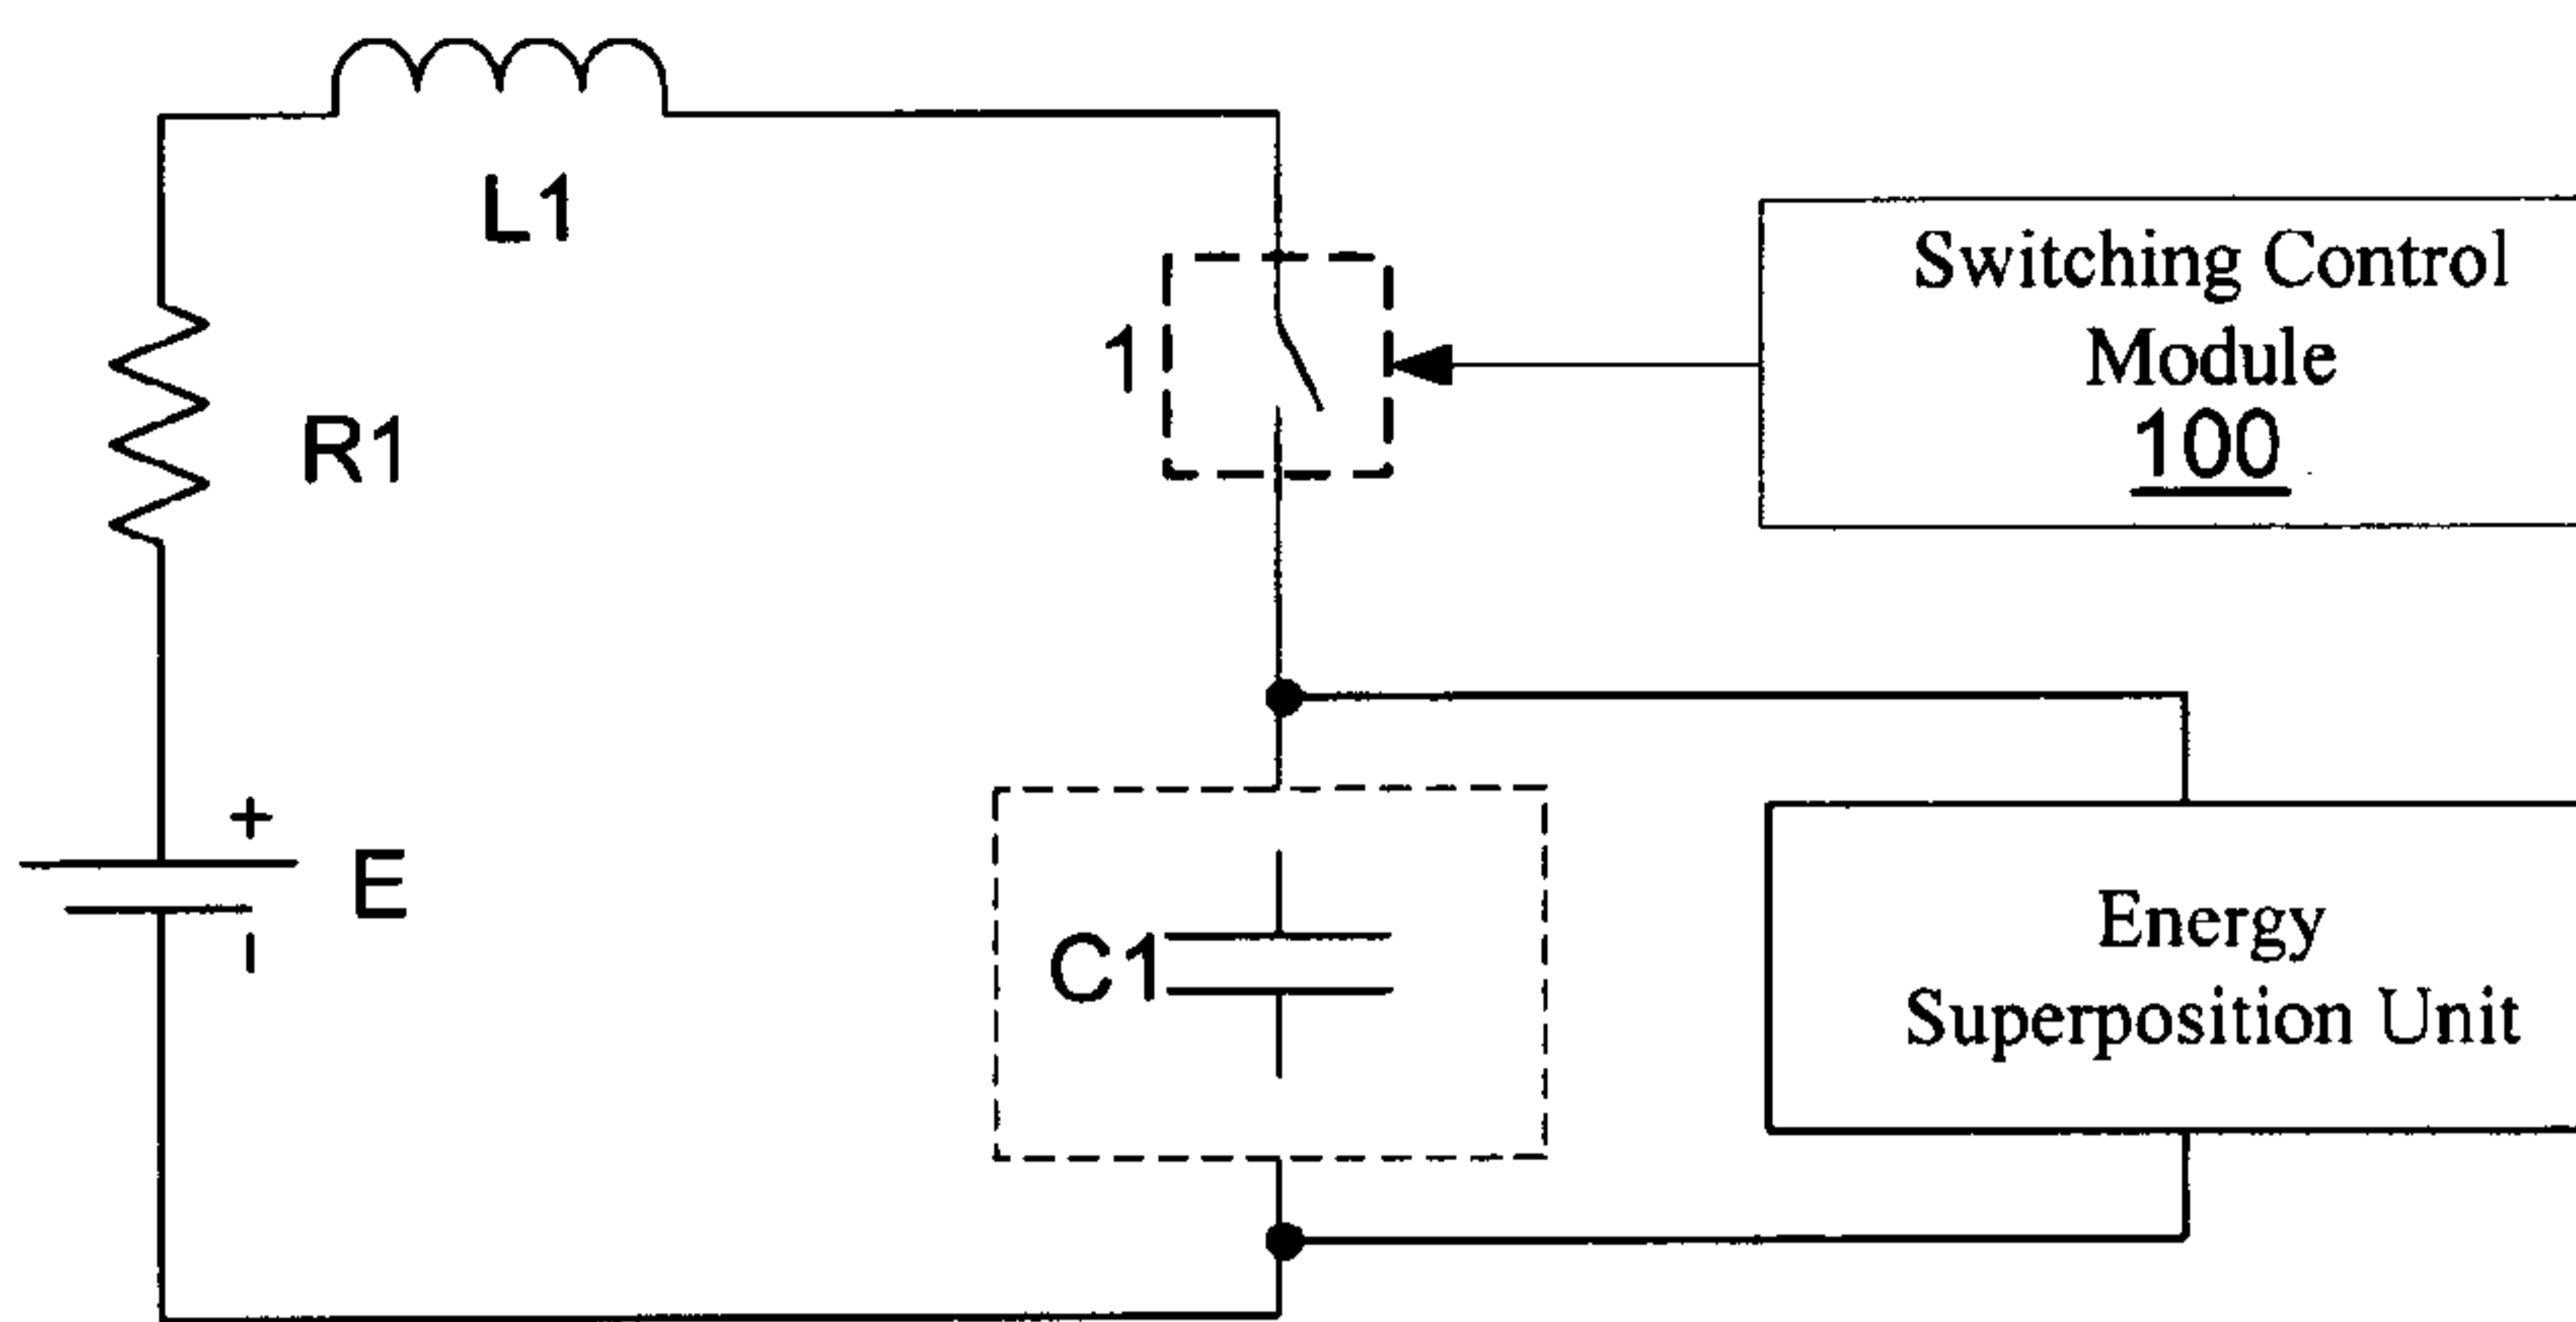 L1
R1
1
Switching Control
Module
100
+
E
-
C1
Energy
Superposition Unit